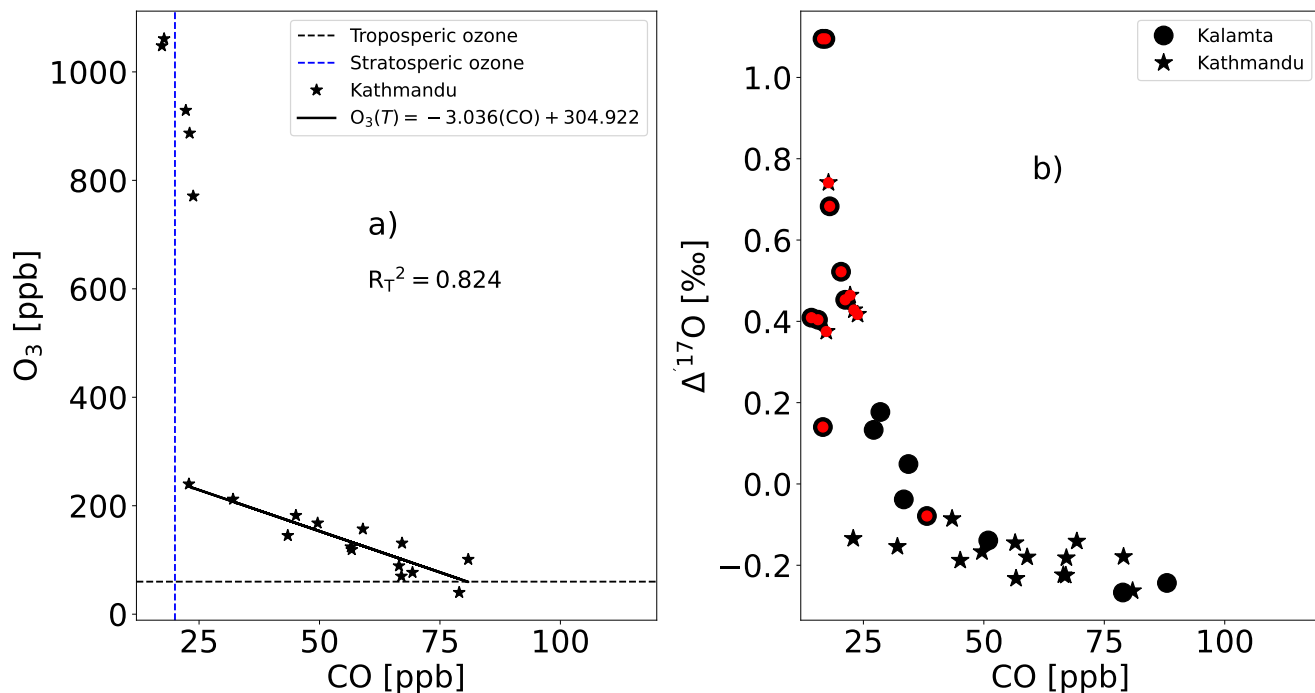 1000
800
600
400
200
0
O3 [ppb]
25
50
75
100
CO [ppb]
Troposperic ozone
Stratosperic ozone
Kathmandu
O3(T) = −3.036(CO) + 304.922
a)
RT² = 0.824
1.0
0.8
0.6
0.4
0.2
0.0
−0.2
Δ′¹⁷O [‰]
25
50
75
100
CO [ppb]
Kalamta
Kathmandu
b)